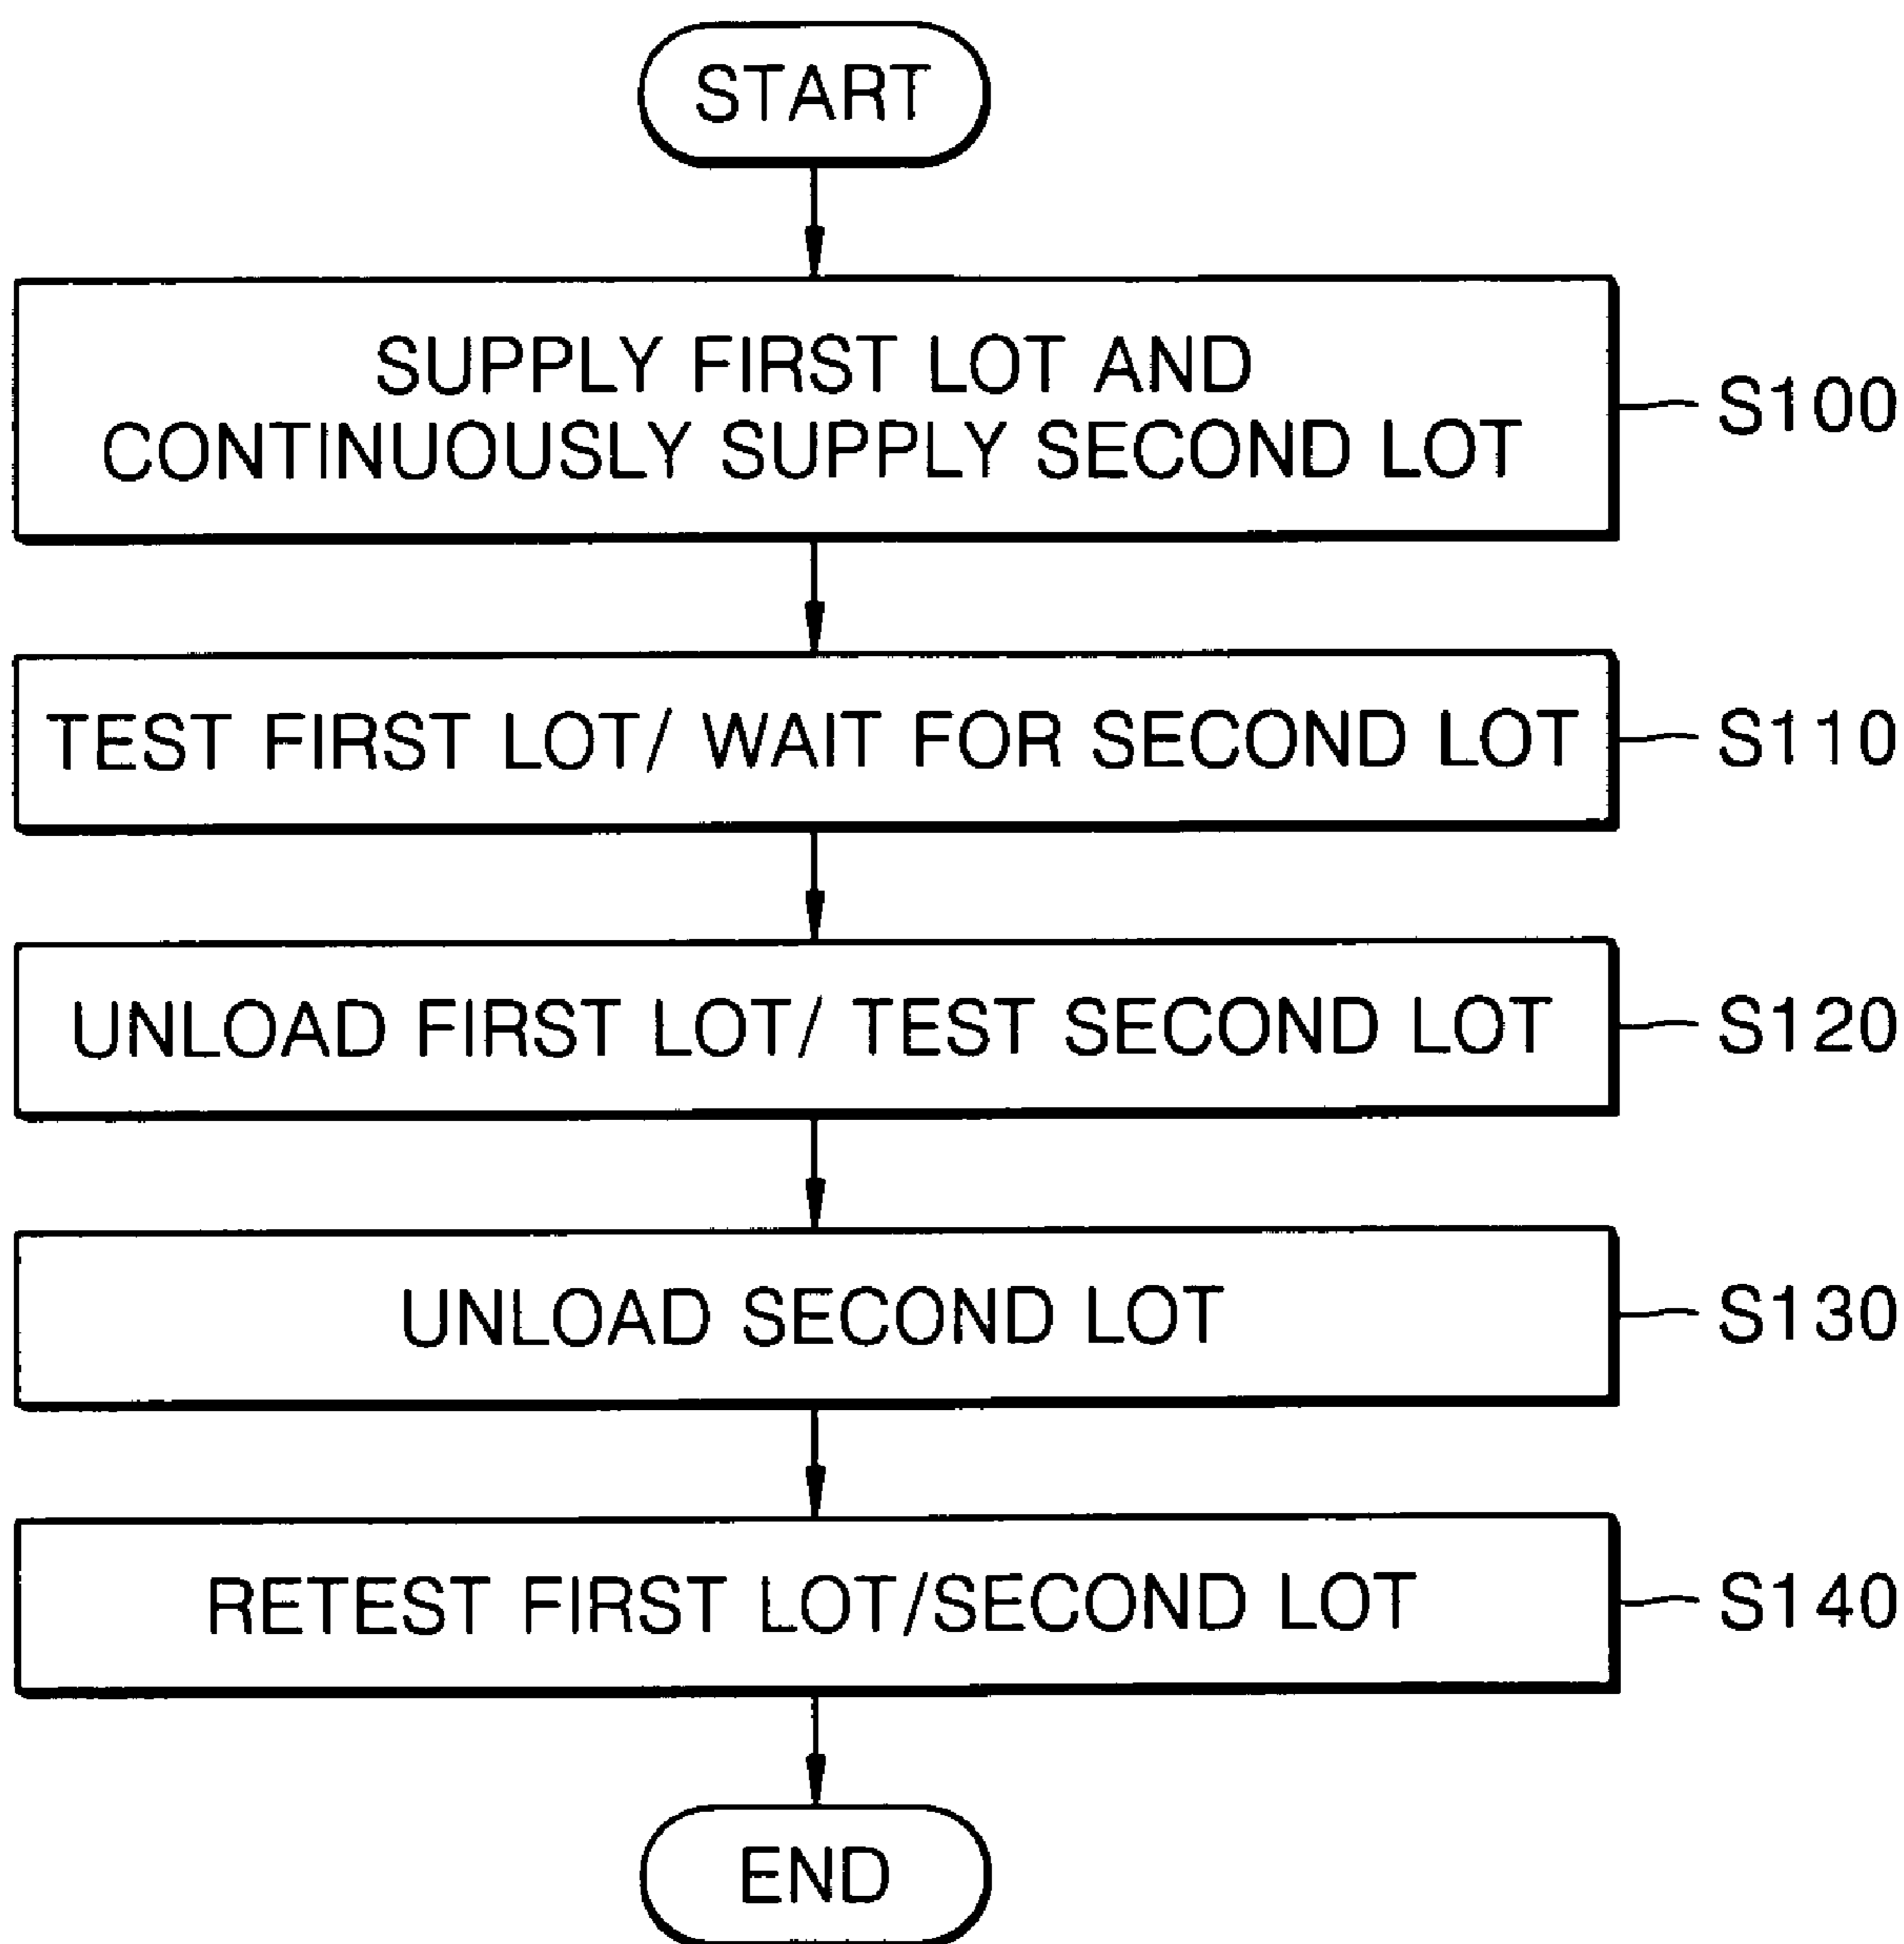 START
SUPPLY FIRST LOT AND
CONTINUOUSLY SUPPLY SECOND LOT
S100
TEST FIRST LOT/ WAIT FOR SECOND LOT
S110
UNLOAD FIRST LOT/ TEST SECOND LOT
S120
UNLOAD SECOND LOT
S130
RETEST FIRST LOT/SECOND LOT
S140
END